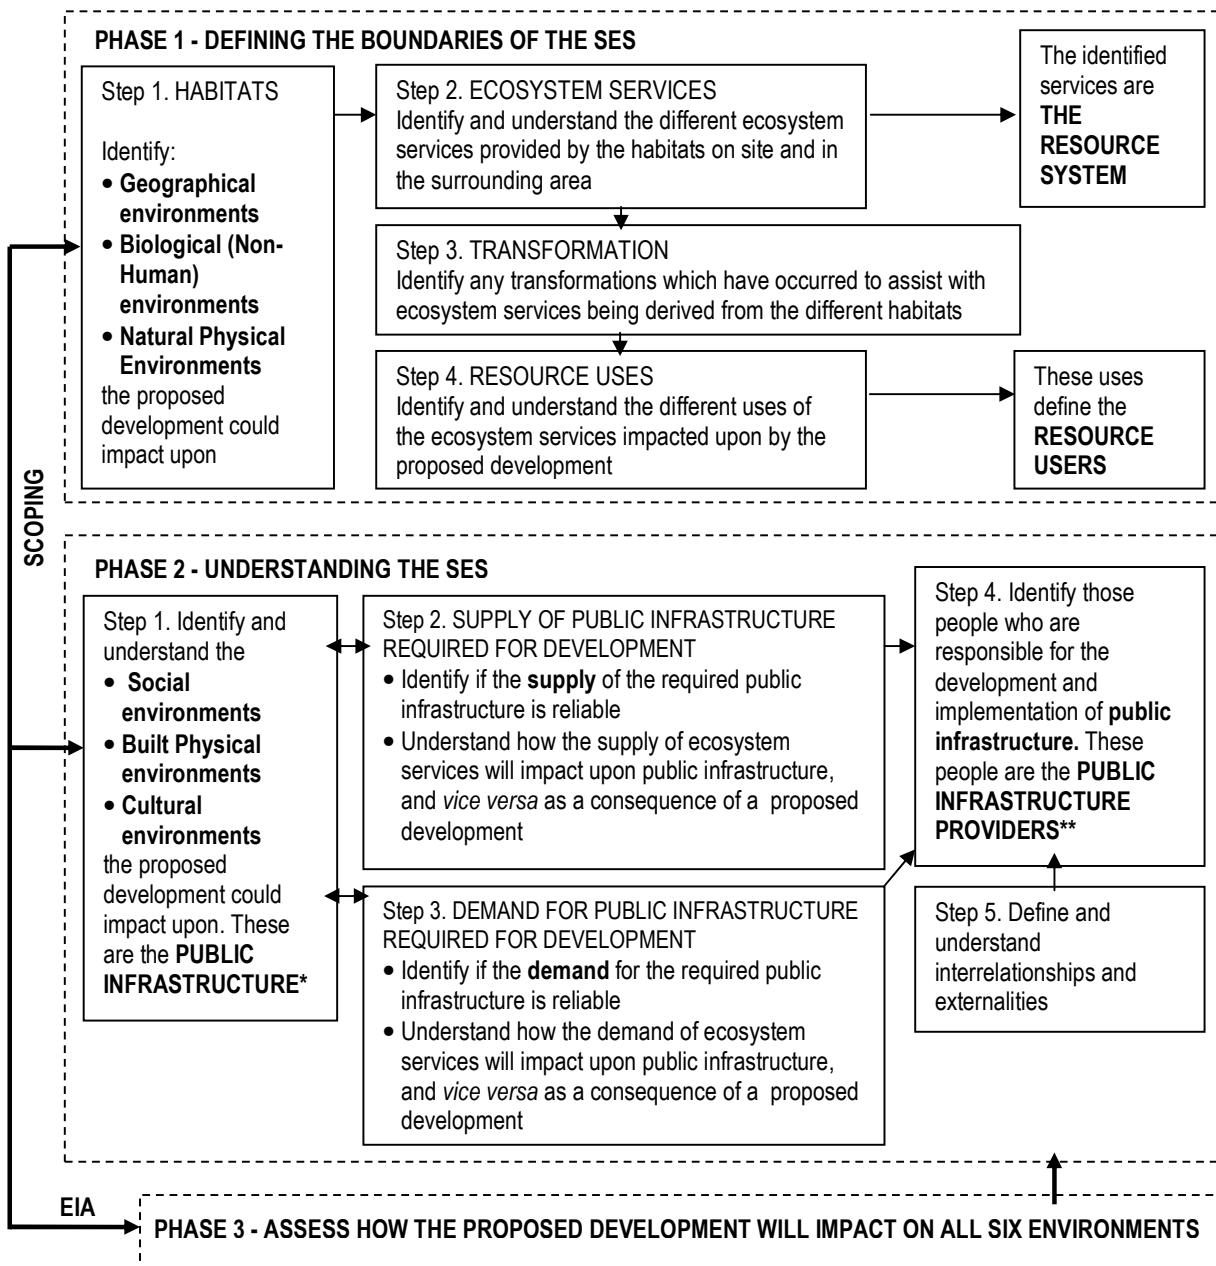 PHASE 1 - DEFINING THE BOUNDARIES OF THE SES
Step 1. HABITATS
Identify:
• Geographical
environments
• Biological (Non-
Human)
environments
• Natural Physical
Environments
the proposed
development could
impact upon
Step 2. ECOSYSTEM SERVICES
Identify and understand the different ecosystem
services provided by the habitats on site and in
the surrounding area
The identified
services are
THE
RESOURCE
SYSTEM
Step 3. TRANSFORMATION
Identify any transformations which have occurred to assist with
ecosystem services being derived from the different habitats
Step 4. RESOURCE USES
Identify and understand the different uses of
the ecosystem services impacted upon by the
proposed development
These uses
define the
RESOURCE
USERS
SCOPING
PHASE 2 - UNDERSTANDING THE SES
Step 1. Identify and
understand the
• Social
environments
• Built Physical
environments
• Cultural
environments
the proposed
development could
impact upon. These
are the PUBLIC
INFRASTRUCTURE*
Step 2. SUPPLY OF PUBLIC INFRASTRUCTURE
REQUIRED FOR DEVELOPMENT
• Identify if the supply of the required public
infrastructure is reliable
• Understand how the supply of ecosystem
services will impact upon public infrastructure,
and vice versa as a consequence of a proposed
development
Step 3. DEMAND FOR PUBLIC INFRASTRUCTURE
REQUIRED FOR DEVELOPMENT
• Identify if the demand for the required public
infrastructure is reliable
• Understand how the demand of ecosystem
services will impact upon public infrastructure,
and vice versa as a consequence of a proposed
development
Step 4. Identify those
people who are
responsible for the
development and
implementation of public
infrastructure. These
people are the PUBLIC
INFRASTRUCTURE
PROVIDERS**
Step 5. Define and
understand
interrelationships and
externalities
EIA
PHASE 3 - ASSESS HOW THE PROPOSED DEVELOPMENT WILL IMPACT ON ALL SIX ENVIRONMENTS